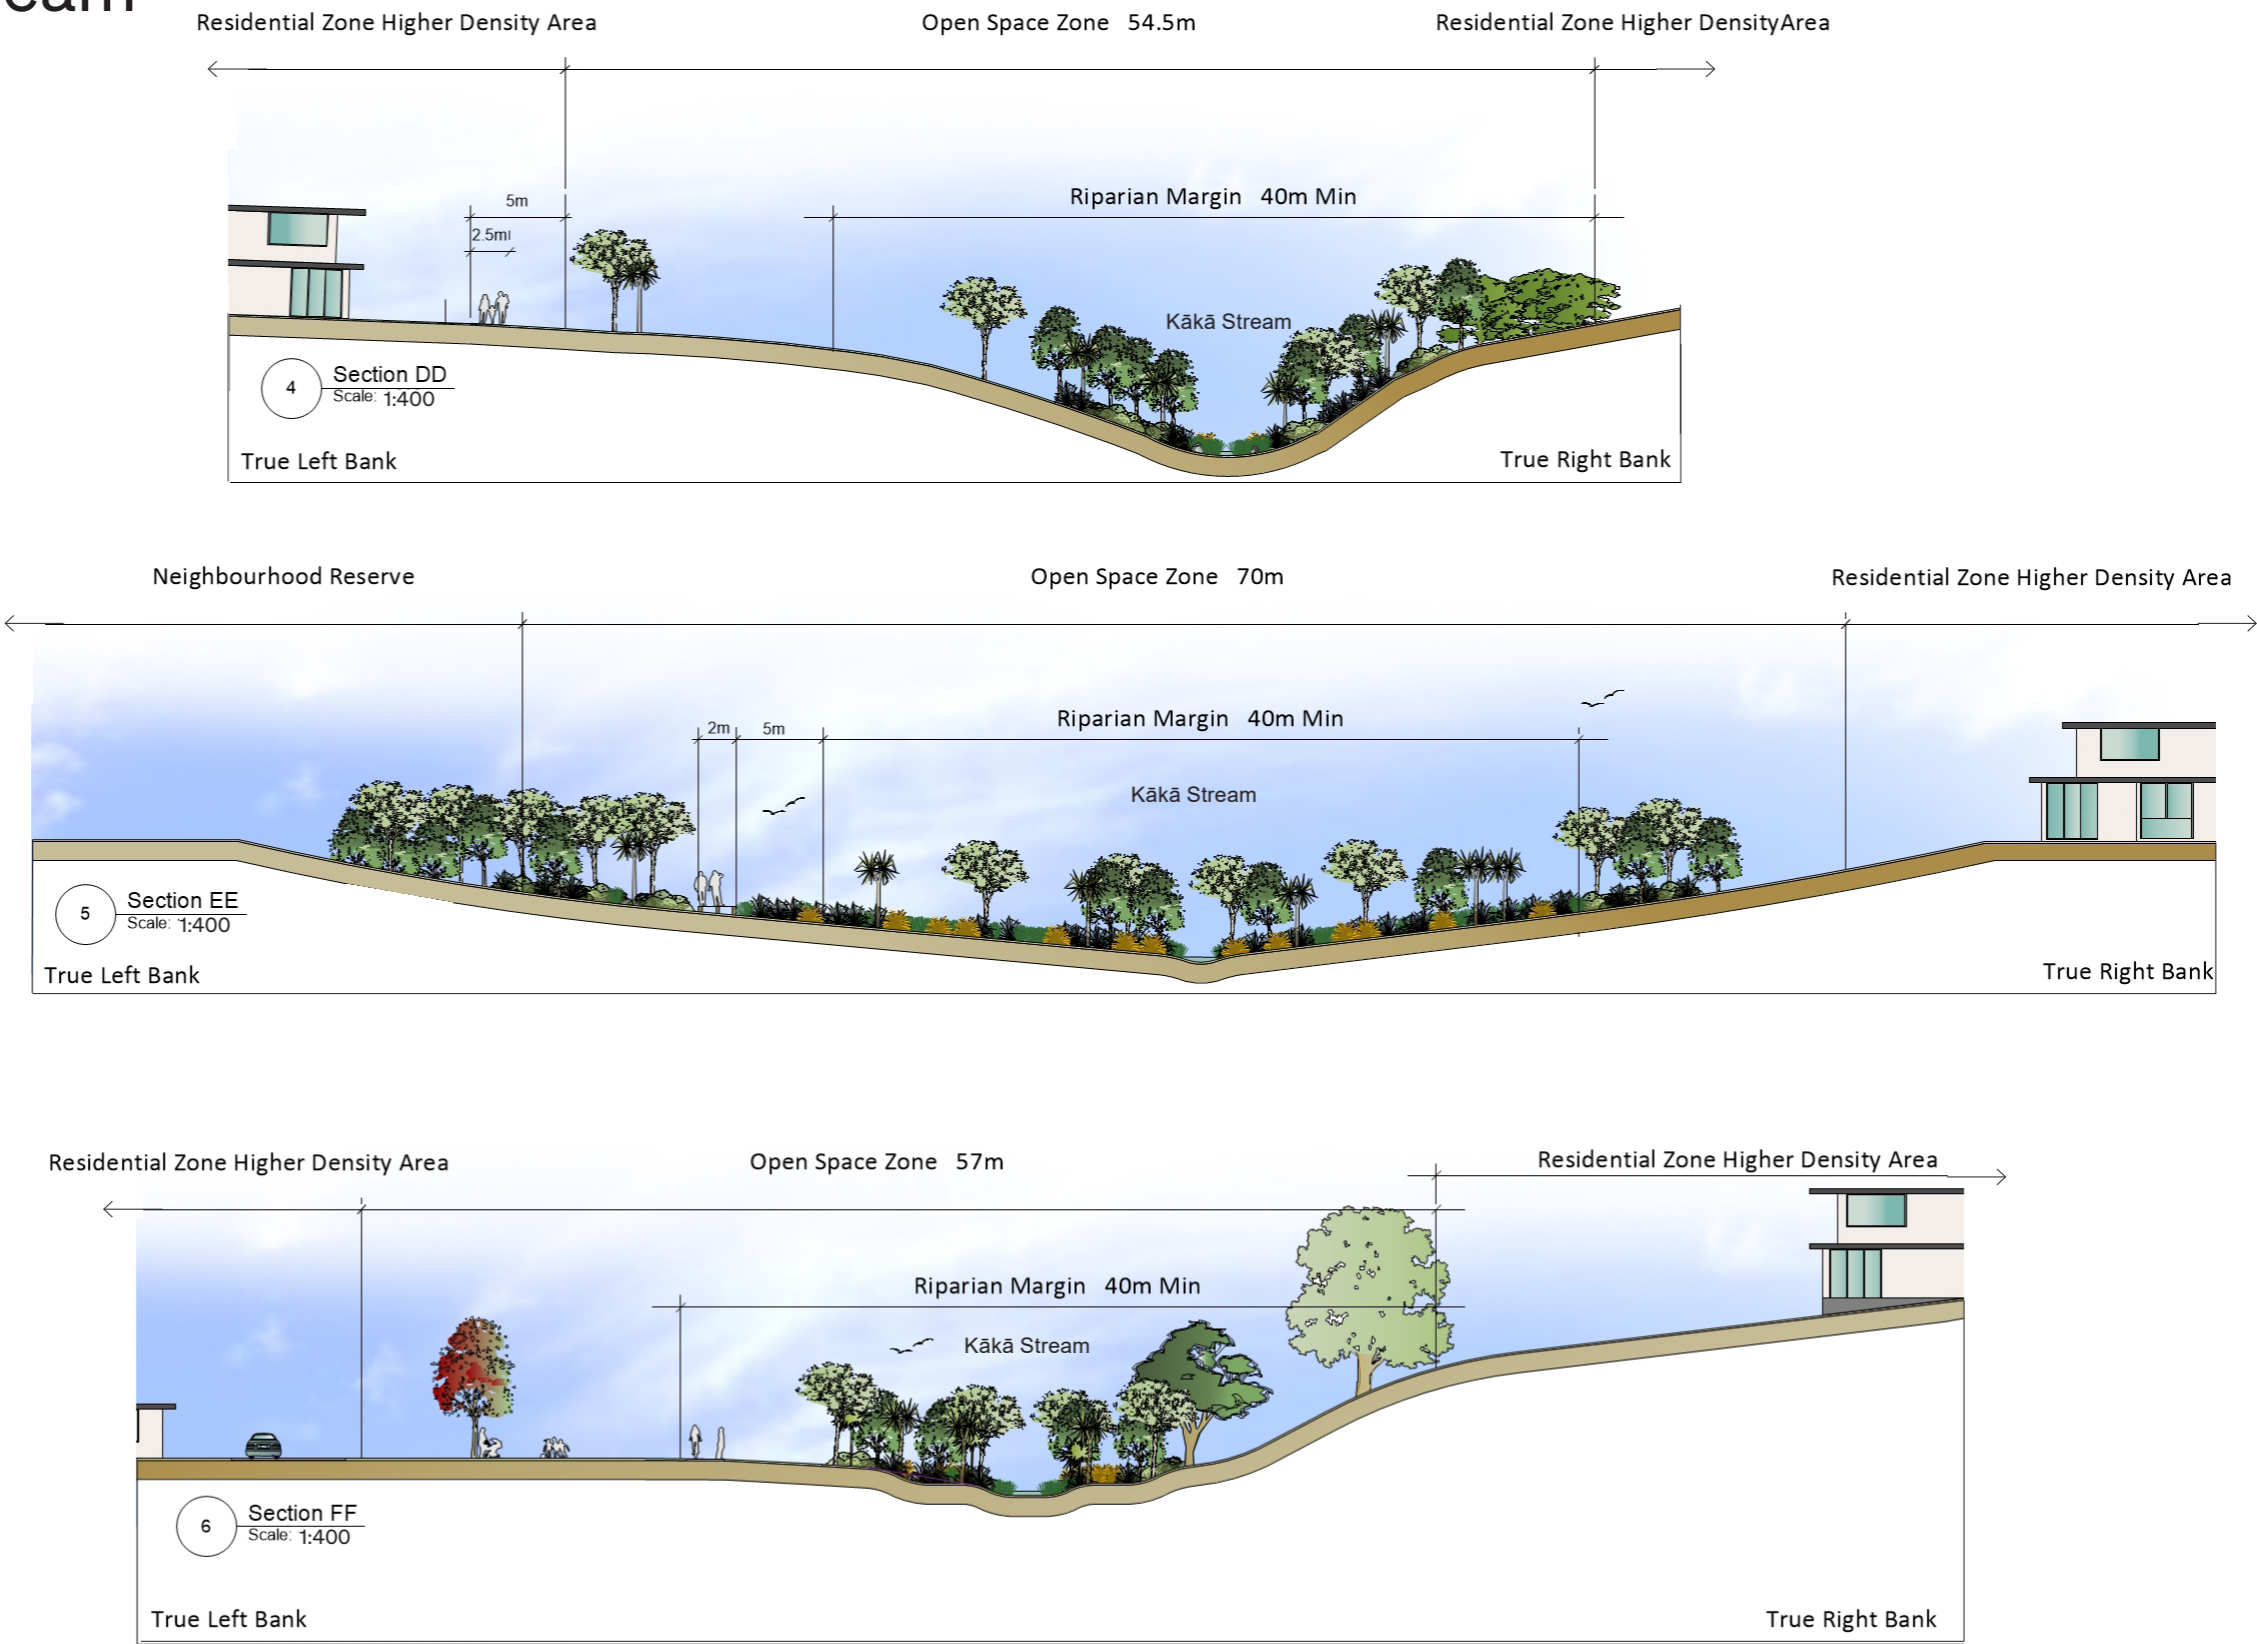 Residential Zone Higher Density Area Open Space Zone 54.5m Residential Zone Higher DensityArea
5m
Riparian Margin 40m Min
2.5m
Kākā Stream
4 Section DD
Scale: 1:400
True Left Bank True Right Bank
Neighbourhood Reserve Open Space Zone 70m Residential Zone Higher Density Area
2m 5m Riparian Margin 40m Min
Kākā Stream
5 Section EE
Scale: 1:400
True Left Bank True Right Bank
Residential Zone Higher Density Area Open Space Zone 57m Residential Zone Higher Density Area
Riparian Margin 40m Min
Kākā Stream
6 Section FF
Scale: 1:400
True Left Bank True Right Bank